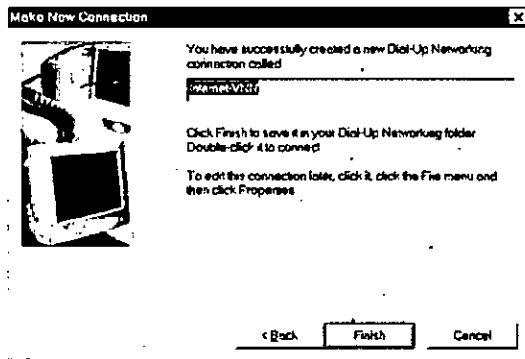 Make New Connection
You have successfully created a new Dial-Up Networking
connection called
Click Finish to save it in your Dial-Up Networking folder
Double-click it to connect
To edit this connection later, click it, click the File menu and
then click Properties
< Back Finish Cancel